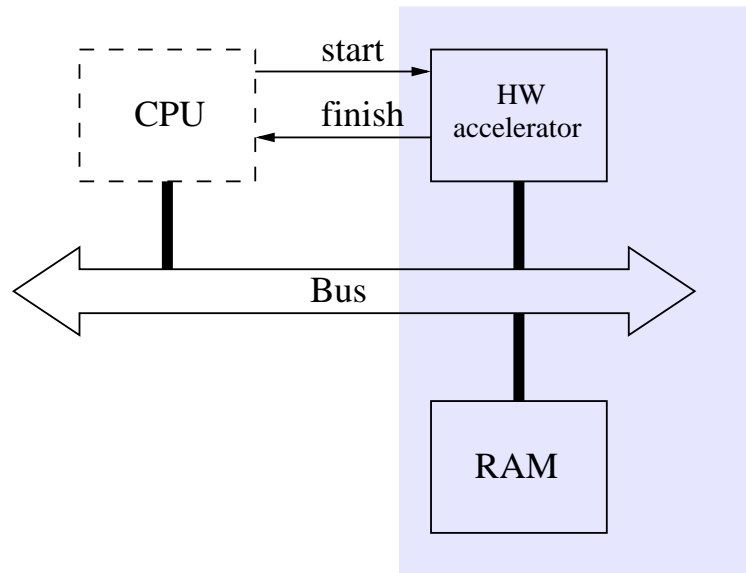 start
CPU
HW
accelerator
finish
Bus
RAM